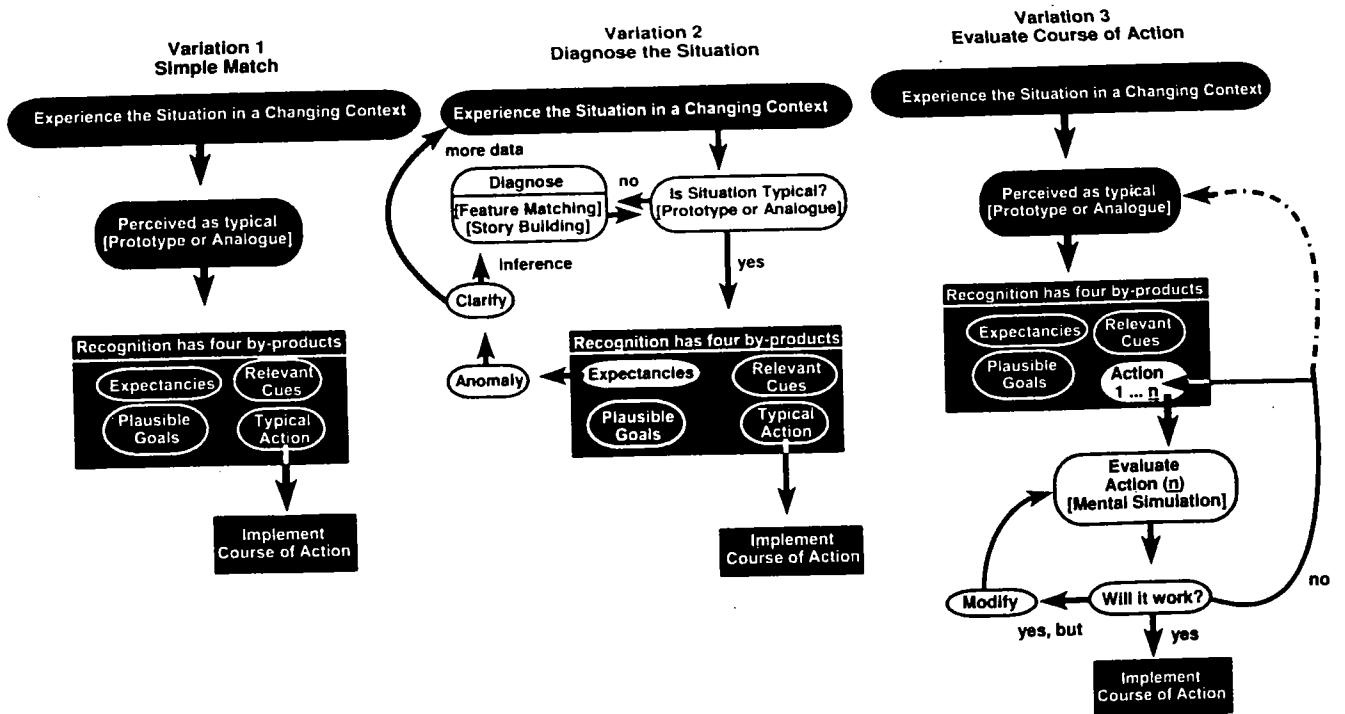 Variation 1
Simple Match
Experience the Situation in a Changing Context
Perceived as typical
[Prototype or Analogue]
Recognition has four by-products
Expectancies
Relevant
Cues
Plausible
Goals
Typical
Action
Implement
Course of Action
Variation 2
Diagnose the Situation
Experience the Situation in a Changing Context
more data
Diagnose
[Feature Matching]
[Story Building]
no
Is Situation Typical?
[Prototype or Analogue]
inference
yes
Clarify
Anomaly
Recognition has four by-products
Expectancies
Relevant
Cues
Plausible
Goals
Typical
Action
Implement
Course of Action
Variation 3
Evaluate Course of Action
Experience the Situation in a Changing Context
Perceived as typical
[Prototype or Analogue]
Recognition has four by-products
Expectancies
Relevant
Cues
Plausible
Goals
Action
1 ... n
Evaluate
Action (n)
[Mental Simulation]
Modify
Will it work?
no
yes, but
yes
Implement
Course of Action